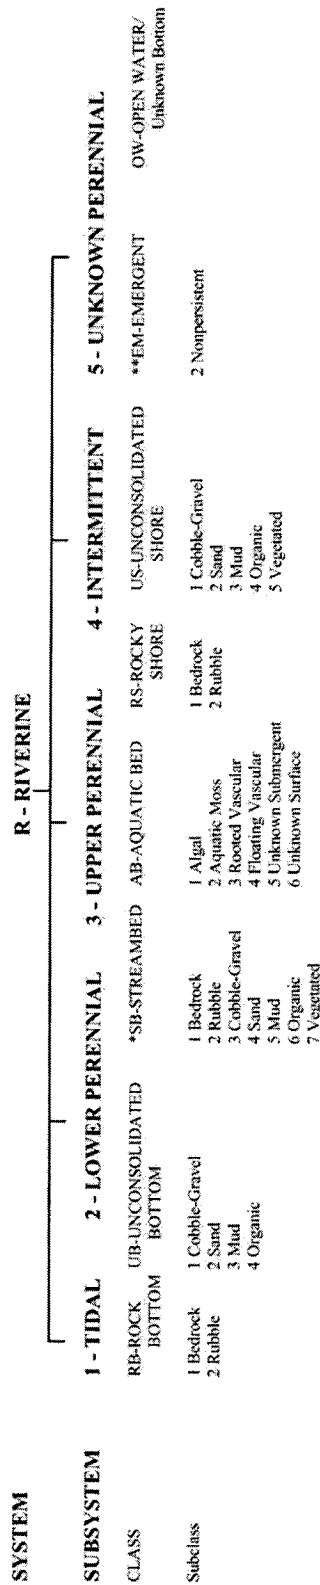 SYSTEM
R - RIVERINE
SUBSYSTEM
1 - TIDAL
2 - LOWER PERENNIAL
3 - UPPER PERENNIAL
4 - INTERMITTENT
5 - UNKNOWN PERENNIAL
CLASS
RB-ROCK
BOTTOM
UB-UNCONSOLIDATED
BOTTOM
*SB-STREAMBED
AB-AQUATIC BED
RS-ROCKY
SHORE
US-UNCONSOLIDATED
SHORE
**EM-EMERGENT
OW-OPEN WATER/
Unknown Bottom
Subclass
1 Bedrock
2 Rubble
1 Cobble-Gravel
2 Sand
3 Mud
4 Organic
1 Bedrock
2 Rubble
3 Cobble-Gravel
4 Sand
5 Mud
6 Organic
7 Vegetated
1 Algal
2 Aquatic Moss
3 Rooted Vascular
4 Floating Vascular
5 Unknown Submergent
6 Unknown Surface
1 Bedrock
2 Rubble
1 Cobble-Gravel
2 Sand
3 Mud
4 Organic
5 Vegetated
2 Nonpersistent